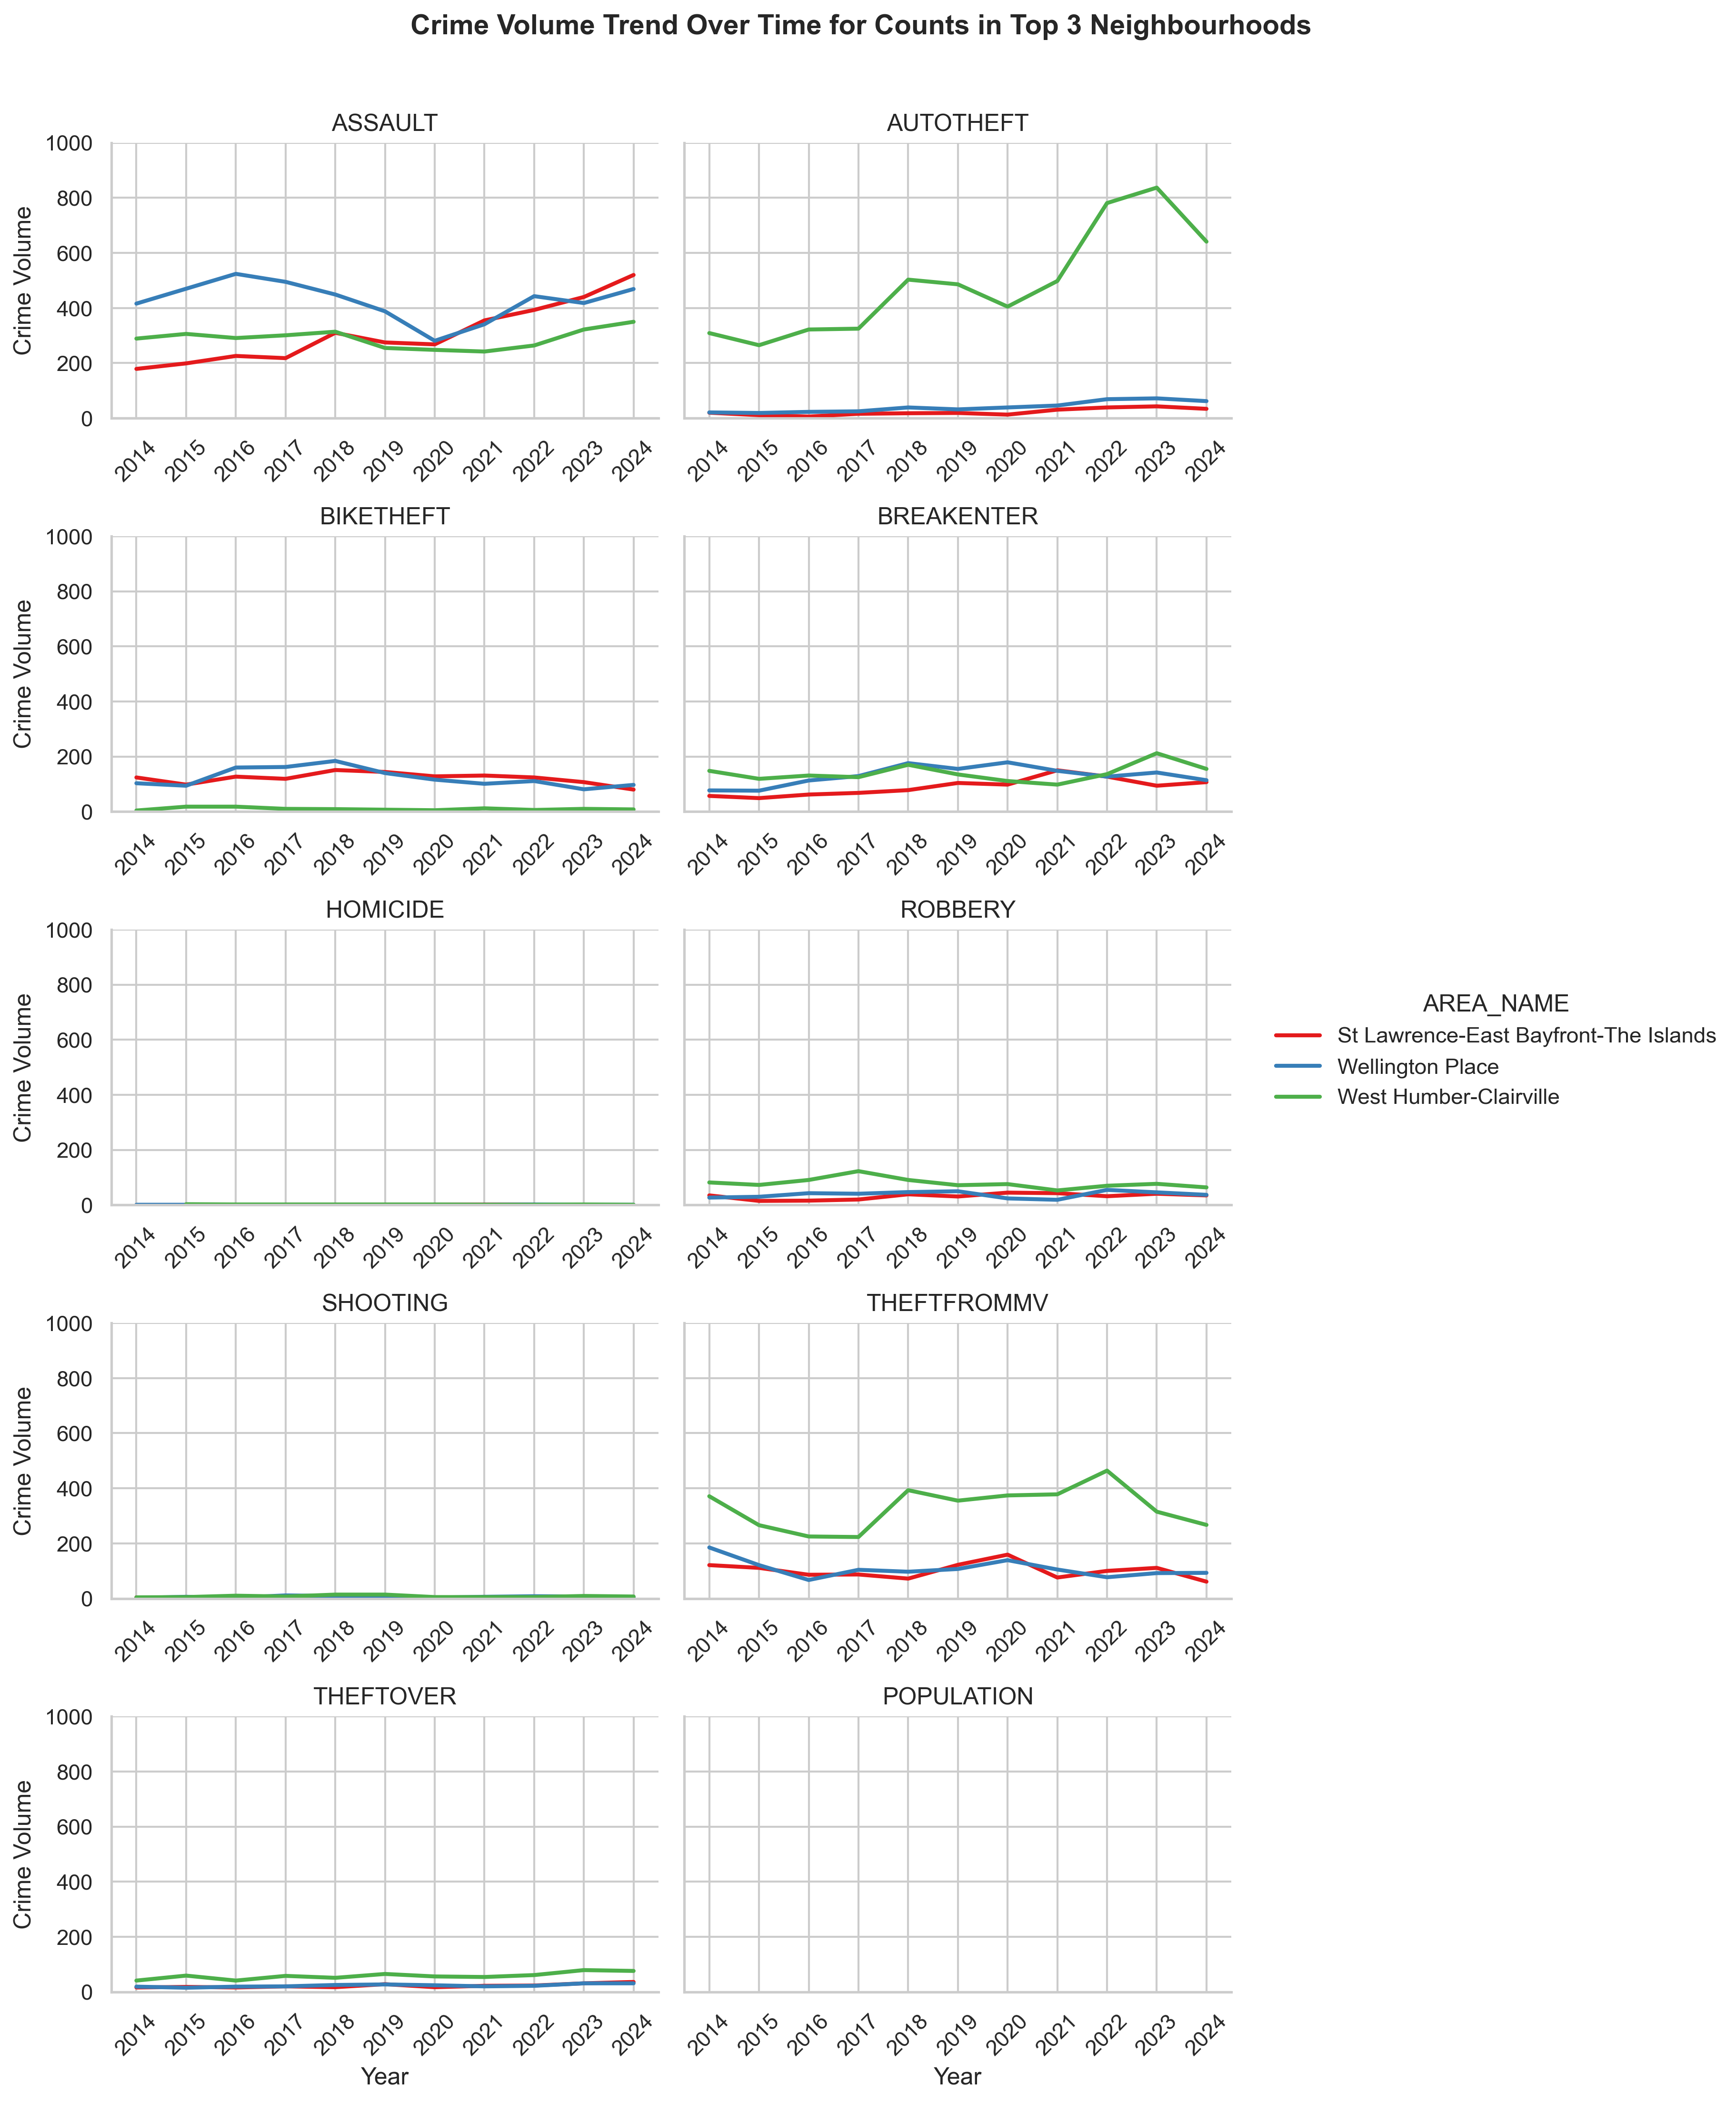 Crime Volume Trend Over Time for Counts in Top 3 Neighbourhoods
ASSAULT
Crime Volume
1000
800
600
400
200
0
2014 2015 2016 2017 2018 2019 2020 2021 2022 2023 2024
AUTOTHEFT
2014 2015 2016 2017 2018 2019 2020 2021 2022 2023 2024
BIKETHEFT
Crime Volume
1000
800
600
400
200
0
2014 2015 2016 2017 2018 2019 2020 2021 2022 2023 2024
BREAKENTER
2014 2015 2016 2017 2018 2019 2020 2021 2022 2023 2024
HOMICIDE
Crime Volume
1000
800
600
400
200
0
2014 2015 2016 2017 2018 2019 2020 2021 2022 2023 2024
ROBBERY
2014 2015 2016 2017 2018 2019 2020 2021 2022 2023 2024
AREA_NAME
St Lawrence-East Bayfront-The Islands
Wellington Place
West Humber-Clairville
SHOOTING
Crime Volume
1000
800
600
400
200
0
2014 2015 2016 2017 2018 2019 2020 2021 2022 2023 2024
THEFTFROMMV
2014 2015 2016 2017 2018 2019 2020 2021 2022 2023 2024
THEFTOVER
Crime Volume
1000
800
600
400
200
0
2014 2015 2016 2017 2018 2019 2020 2021 2022 2023 2024
Year
POPULATION
2014 2015 2016 2017 2018 2019 2020 2021 2022 2023 2024
Year